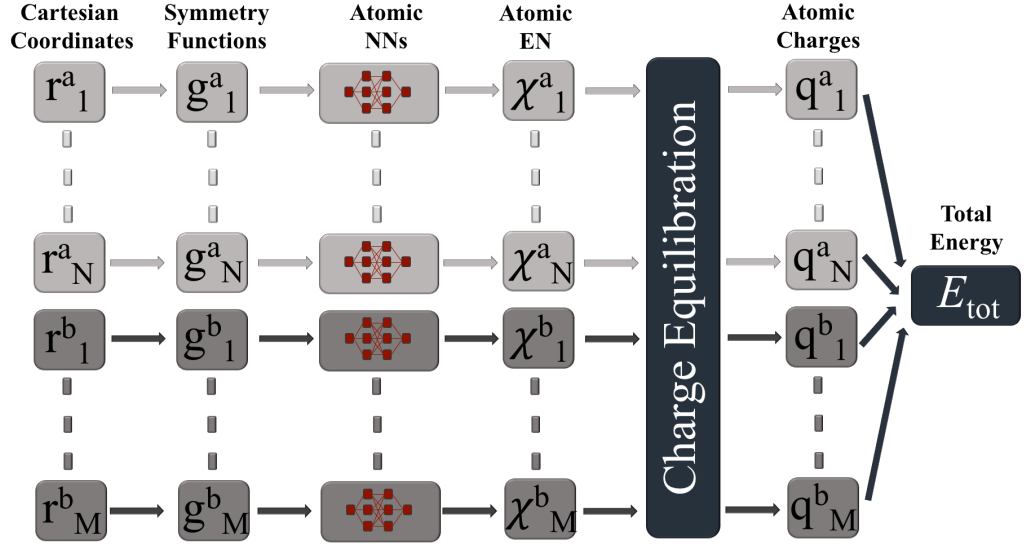 Cartesian Coordinates
Symmetry Functions
Atomic NNs
Atomic EN
Atomic Charges
r^a_1
g^a_1
χ^a_1
q^a_1
r^a_N
g^a_N
χ^a_N
q^a_N
Charge Equilibration
Total Energy
E_tot
r^b_1
g^b_1
χ^b_1
q^b_1
r^b_M
g^b_M
χ^b_M
q^b_M